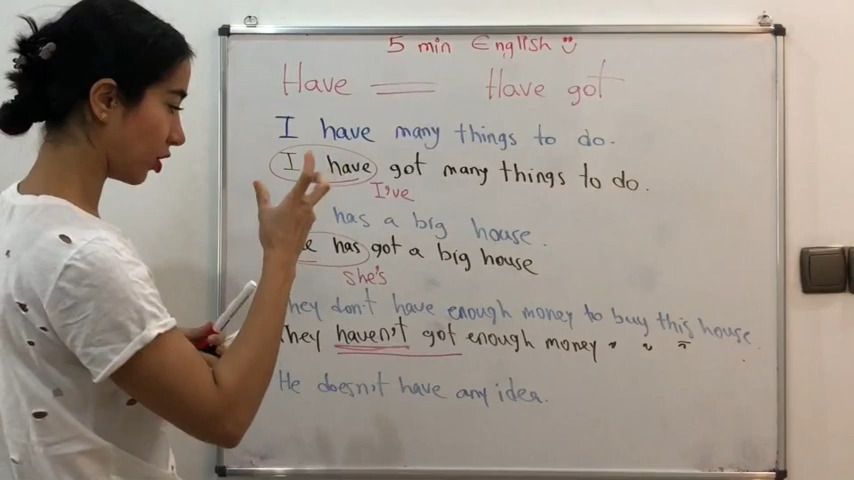 5 min English
Have = Have got
I have many things to do.
I have got many things to do.
I've
has a big house.
has got a big house
she's
they don't have enough money to buy this house
they haven't got enough money " " "
He doesn't have any idea.